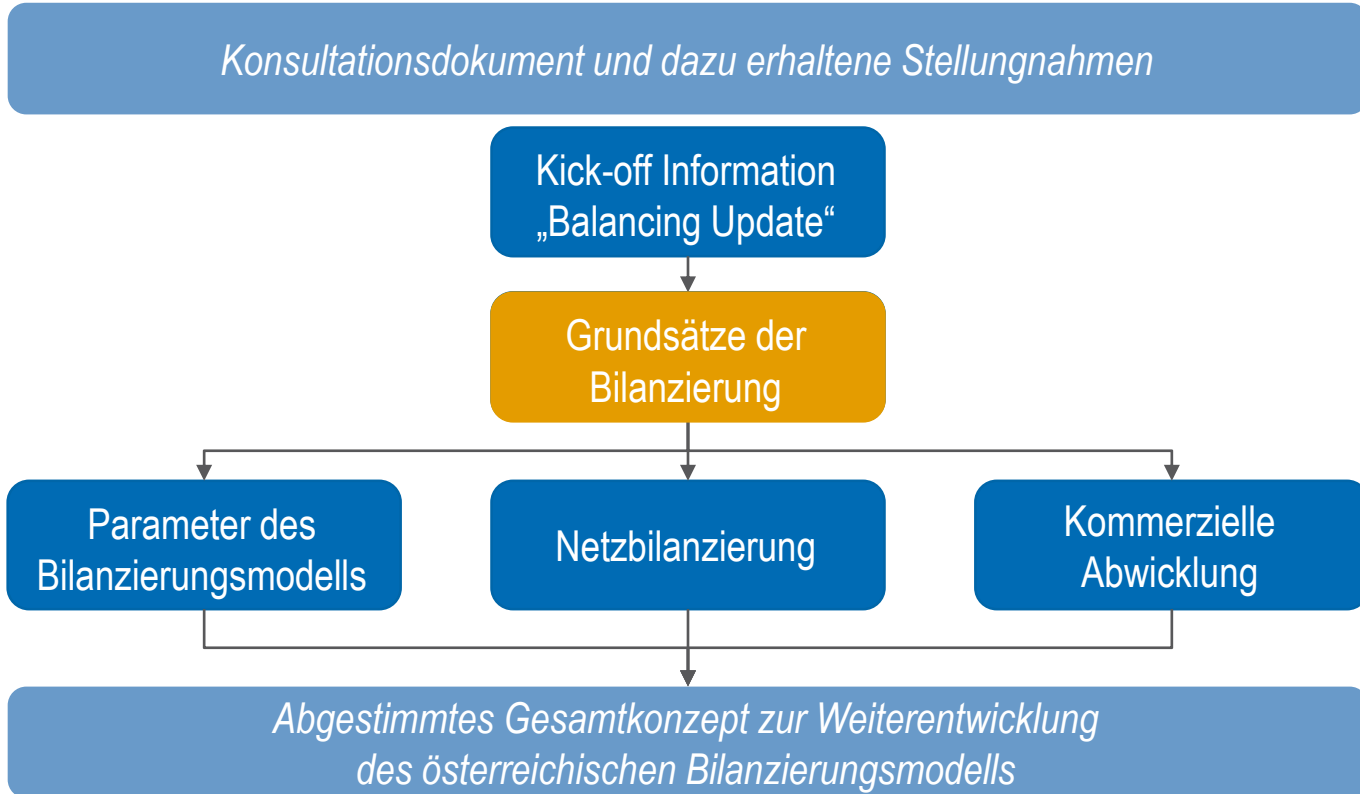 Konsultationsdokument und dazu erhaltene Stellungnahmen
Kick-off Information
„Balancing Update“
Grundsätze der
Bilanzierung
Parameter des
Bilanzierungsmodells
Netzbilanzierung
Kommerzielle
Abwicklung
Abgestimmtes Gesamtkonzept zur Weiterentwicklung
des österreichischen Bilanzierungsmodells